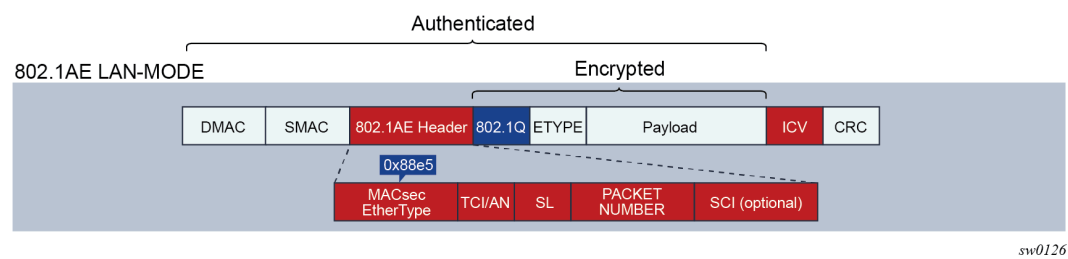 Authenticated
802.1AE LAN-MODE
Encrypted
DMAC SMAC 802.1AE Header 802.1Q ETYPE Payload ICV CRC
0x88e5
MACsec
EtherType
TCI/AN
SL
PACKET
NUMBER
SCI (optional)
sw0126